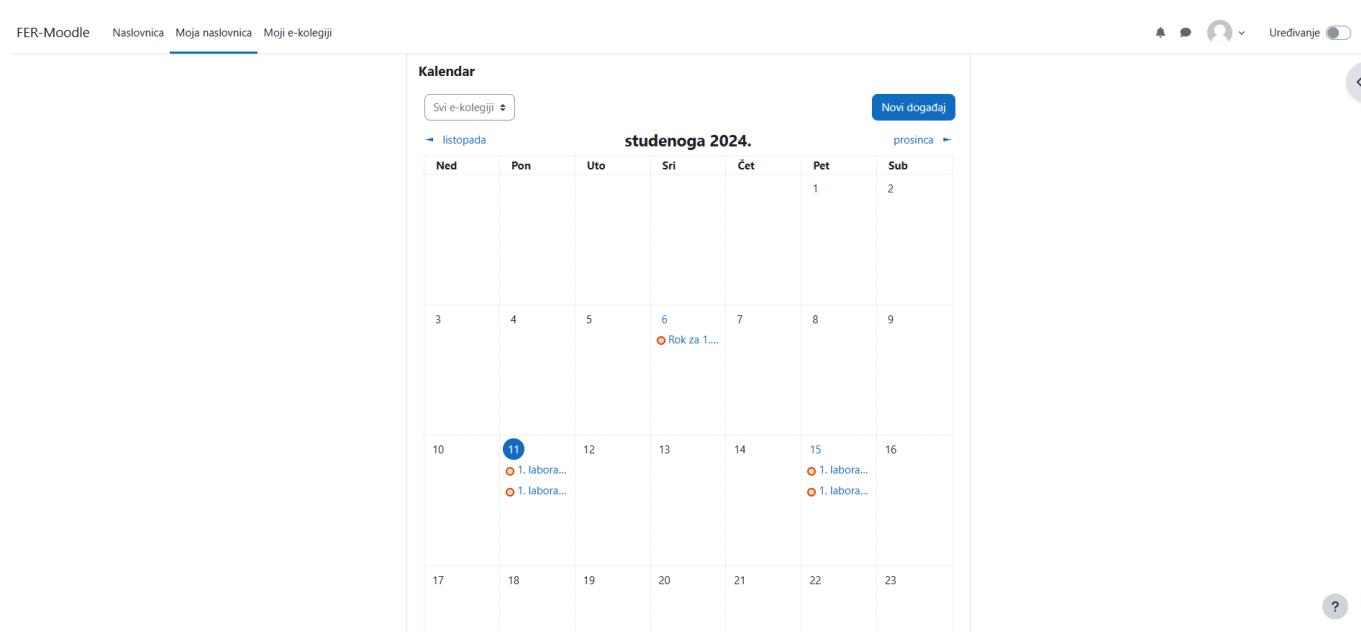 FER-Moodle Naslovnica Moja naslovnica Moji e-kolegiji Uređivanje
Kalendar
Svi e-kolegiji Novi događaj
◄ listopada studenoga 2024. prosinca ►
Ned Pon Uto Sri Čet Pet Sub
1 2
3 4 5 6 7 8 9
Rok za 1....
10 11 12 13 14 15 16
1. labora... 1. labora...
1. labora... 1. labora...
17 18 19 20 21 22 23
?